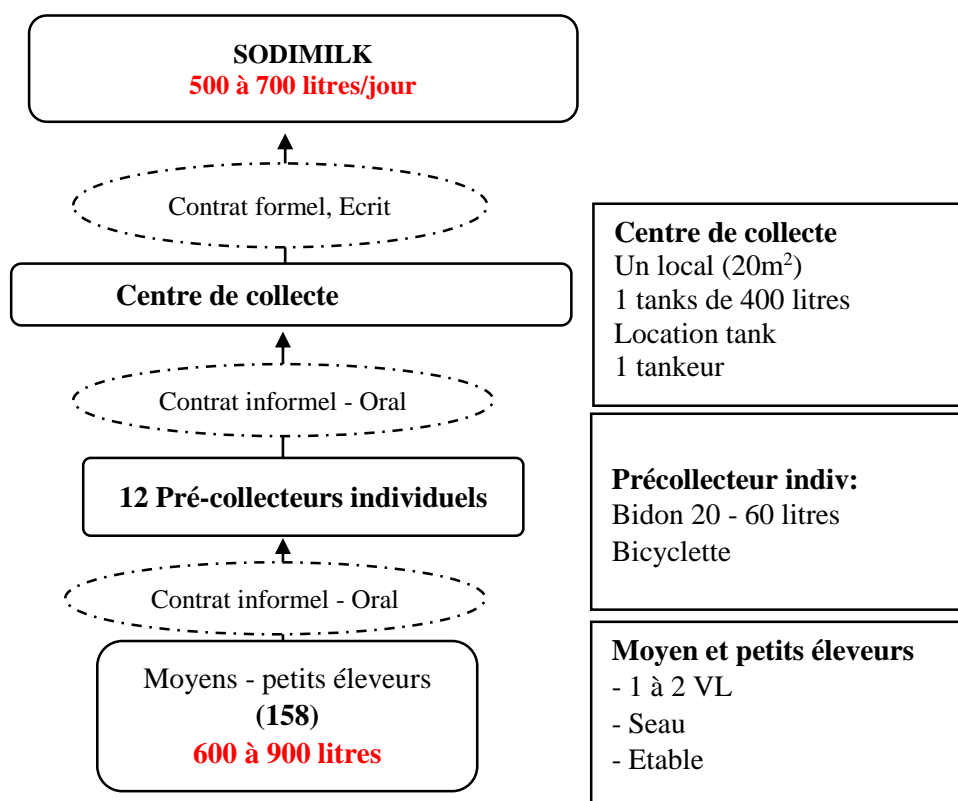 SODIMILK
500 à 700 litres/jour
Contrat formel, Ecrit
Centre de collecte
Contrat informel - Oral
12 Pré-collecteurs individuels
Contrat informel - Oral
Moyens - petits éleveurs
(158)
600 à 900 litres
Centre de collecte
Un local (20m²)
1 tanks de 400 litres
Location tank
1 tankeur
Précollecteur indiv:
Bidon 20 - 60 litres
Bicyclette
Moyen et petits éleveurs
- 1 à 2 VL
- Seau
- Etable